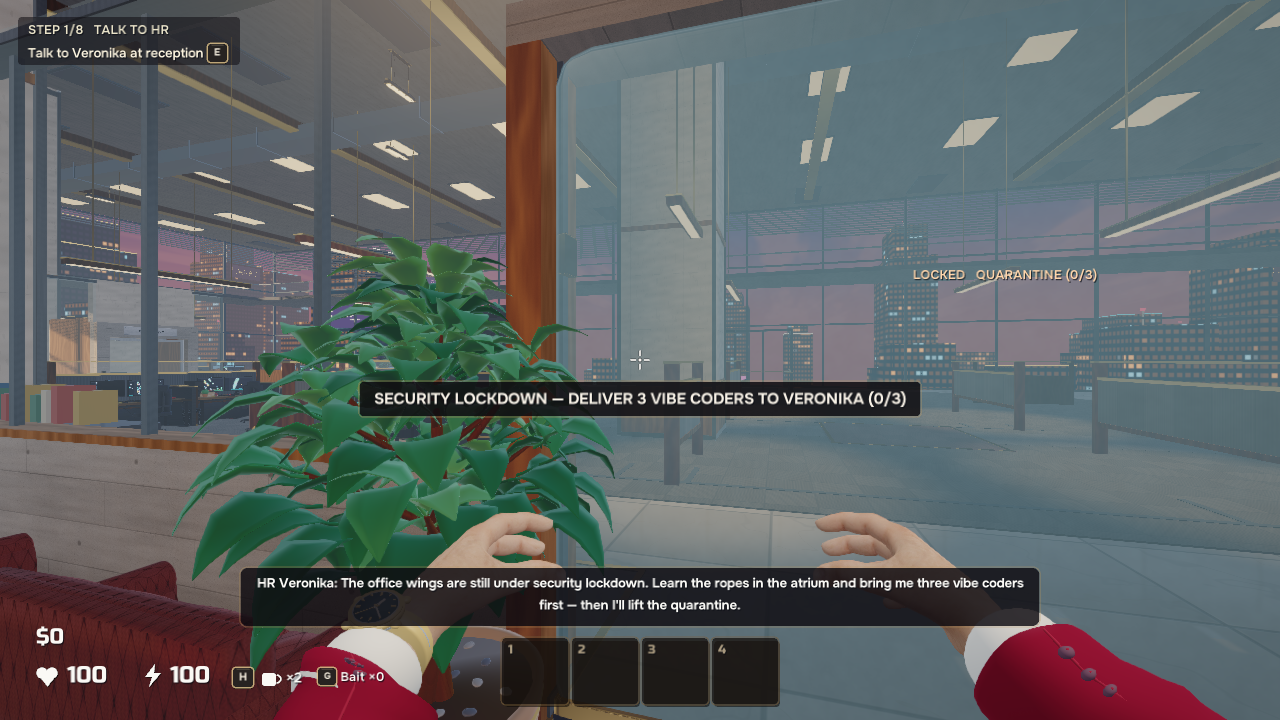 STEP 1/8 TALK TO HR
Talk to Veronika at reception E
LOCKED QUARANTINE (0/3)
SECURITY LOCKDOWN — DELIVER 3 VIBE CODERS TO VERONIKA (0/3)
HR Veronika: The office wings are still under security lockdown. Learn the ropes in the atrium and bring me three vibe coders
first — then I'll lift the quarantine.
$0
100 100 H ×2 G Bait ×0
1 2 3 4